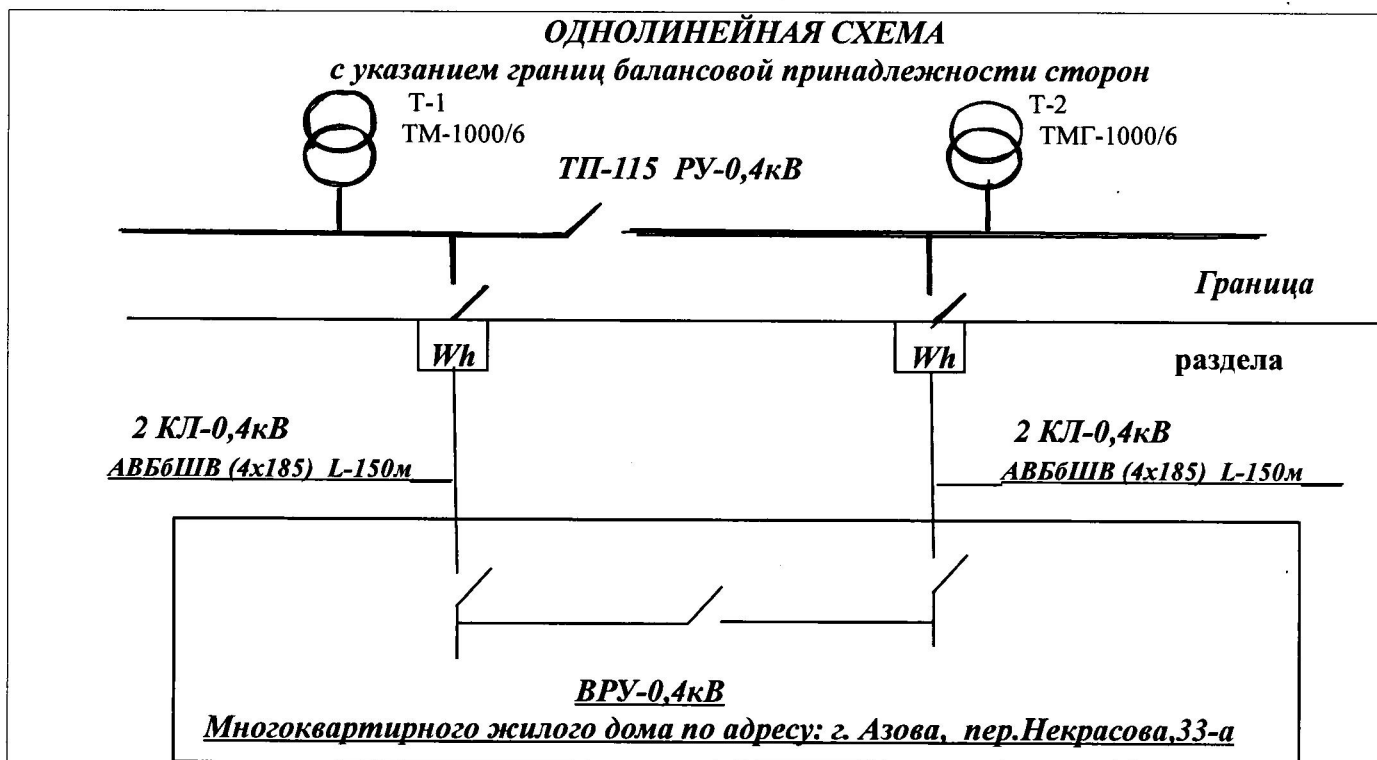 ОДНОЛИНЕЙНАЯ СХЕМА
с указанием границ балансовой принадлежности сторон
Т-1
ТМ-1000/6
Т-2
ТМГ-1000/6
ТП-115 РУ-0,4кВ
Граница
Wh
Wh
раздела
2 КЛ-0,4кВ
АВБбШВ (4х185) L-150м
2 КЛ-0,4кВ
АВБбШВ (4х185) L-150м
ВРУ-0,4кВ
Многоквартирного жилого дома по адресу: г. Азова, пер.Некрасова,33-а